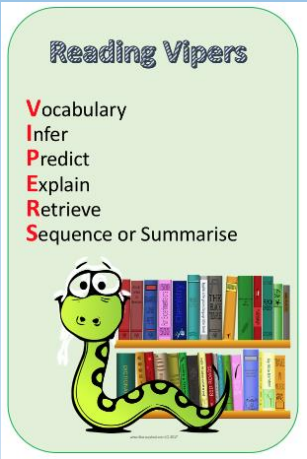 Reading Vipers
Vocabulary
Infer
Predict
Explain
Retrieve
Sequence or Summarise